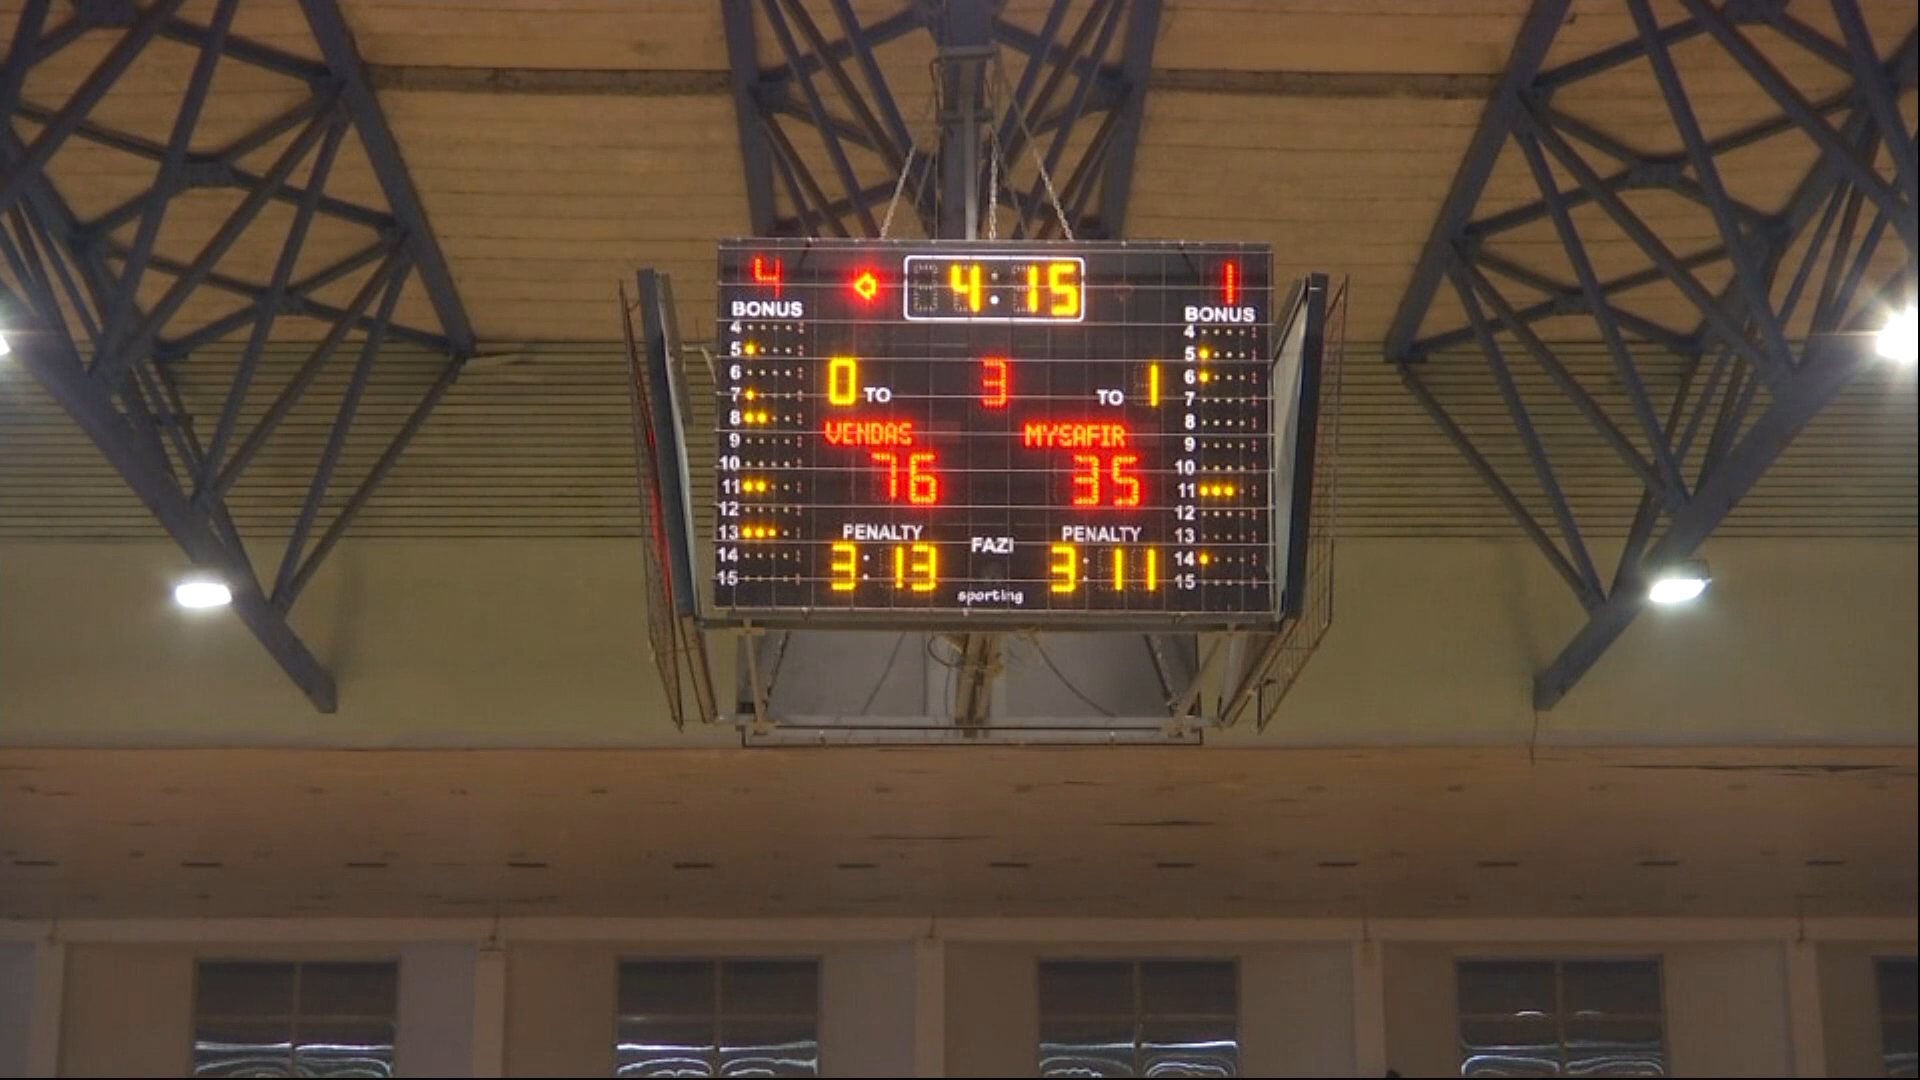 4 4:15 1
BONUS BONUS
4 4
5 5
6 0 TO 3 TO 1 6
7 7
8 8
9 VENDAS MYSAFIR 9
10 76 35 10
11 11
12 12
13 PENALTY FAZI PENALTY 13
14 3:13 3:11 14
15 15
sporting